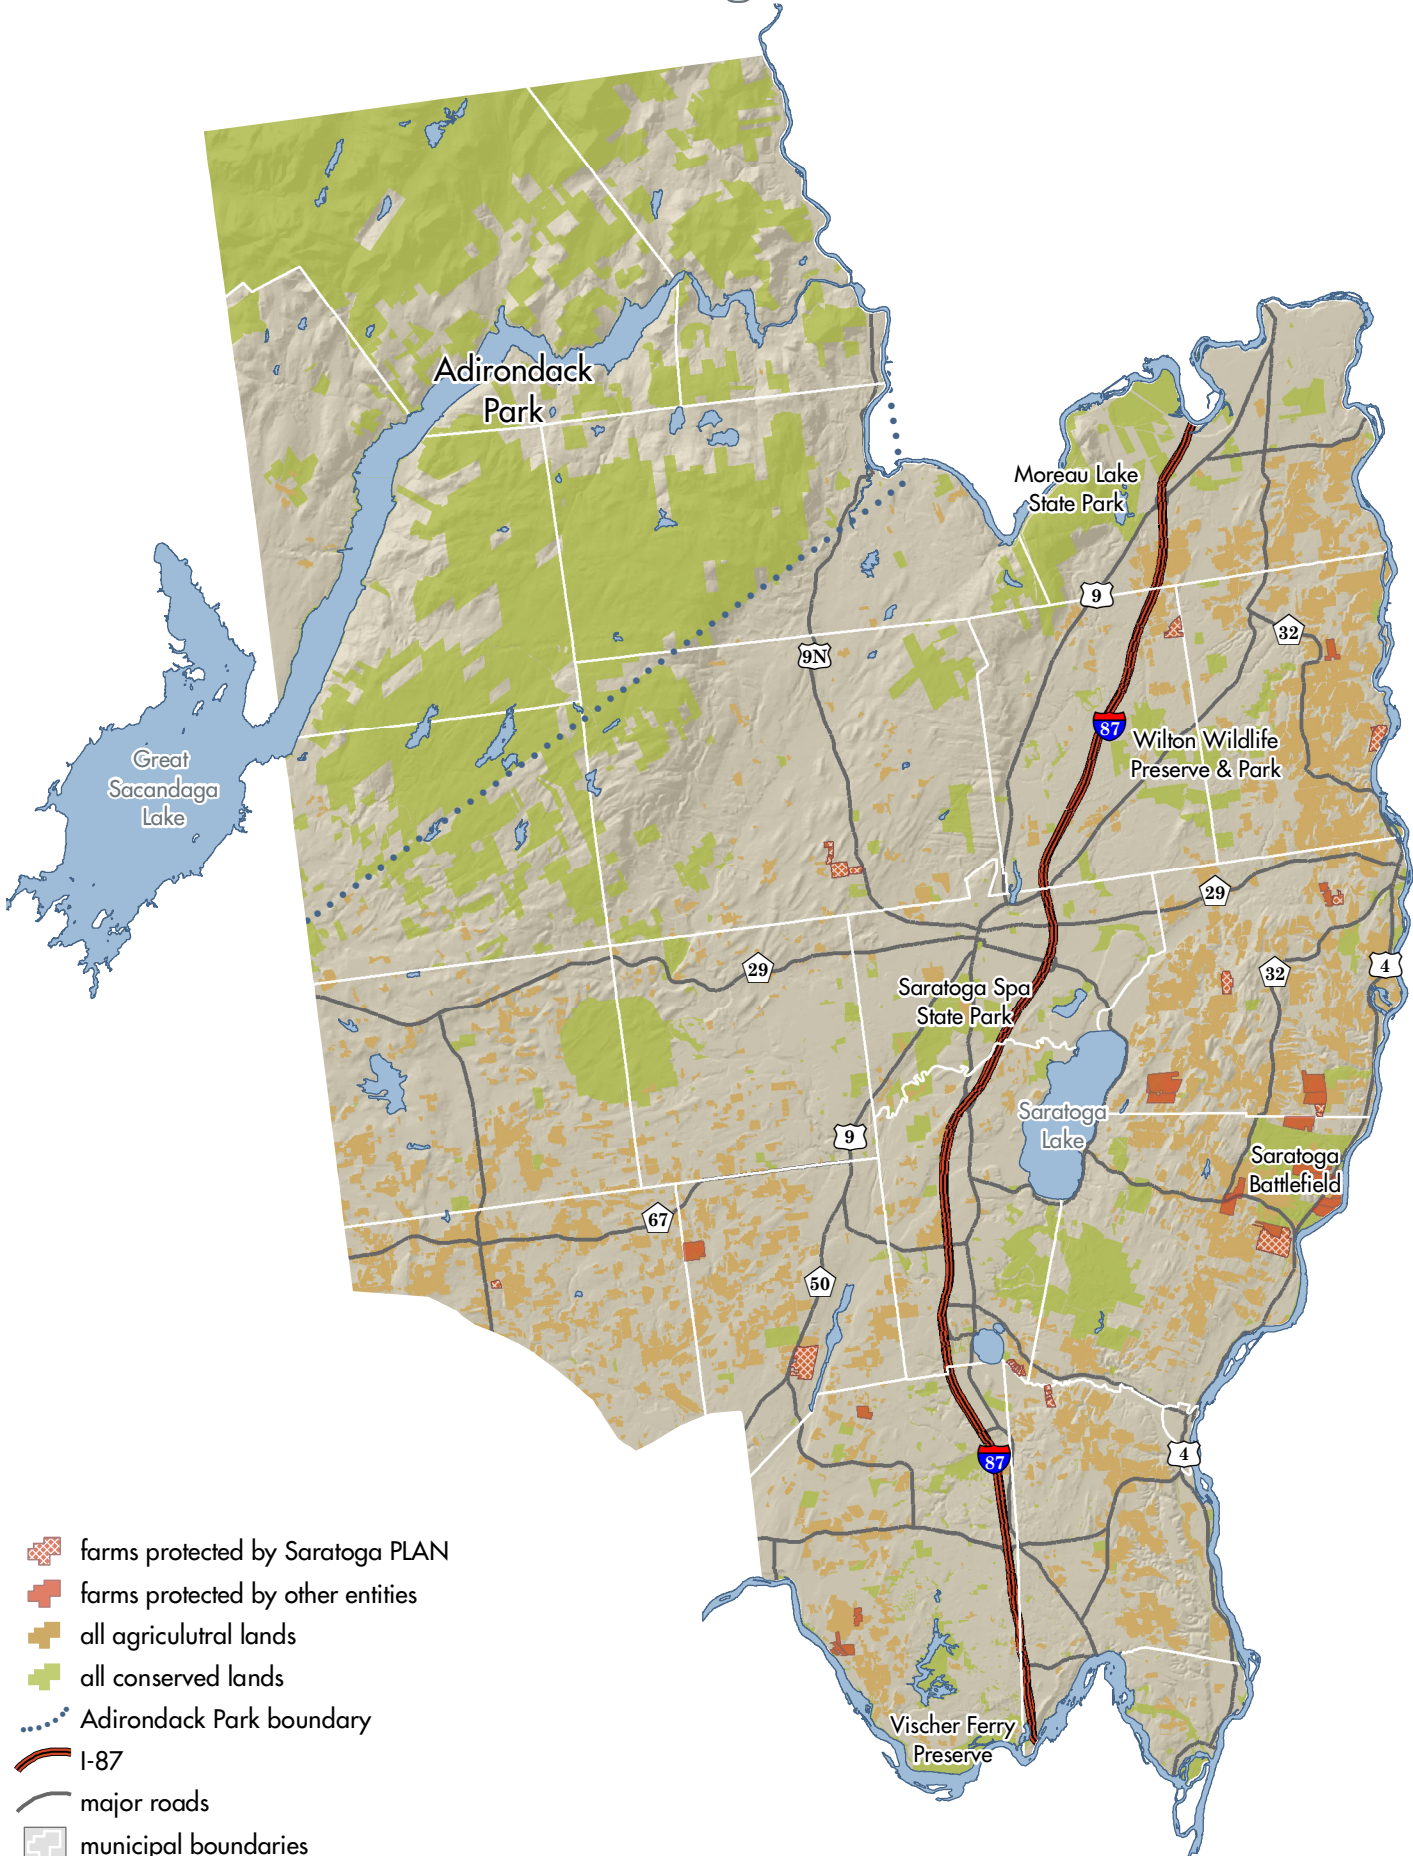 Adirondack
Park
Moreau Lake
State Park
9
32
9N
87
Wilton Wildlife
Preserve & Park
Great
Sacandaga
Lake
29
29
32
4
Saratoga Spa
State Park
Saratoga
Lake
9
Saratoga
Battlefield
67
50
87
4
farms protected by Saratoga PLAN
farms protected by other entities
all agriculutral lands
all conserved lands
Adirondack Park boundary
I-87
major roads
municipal boundaries
Vischer Ferry
Preserve